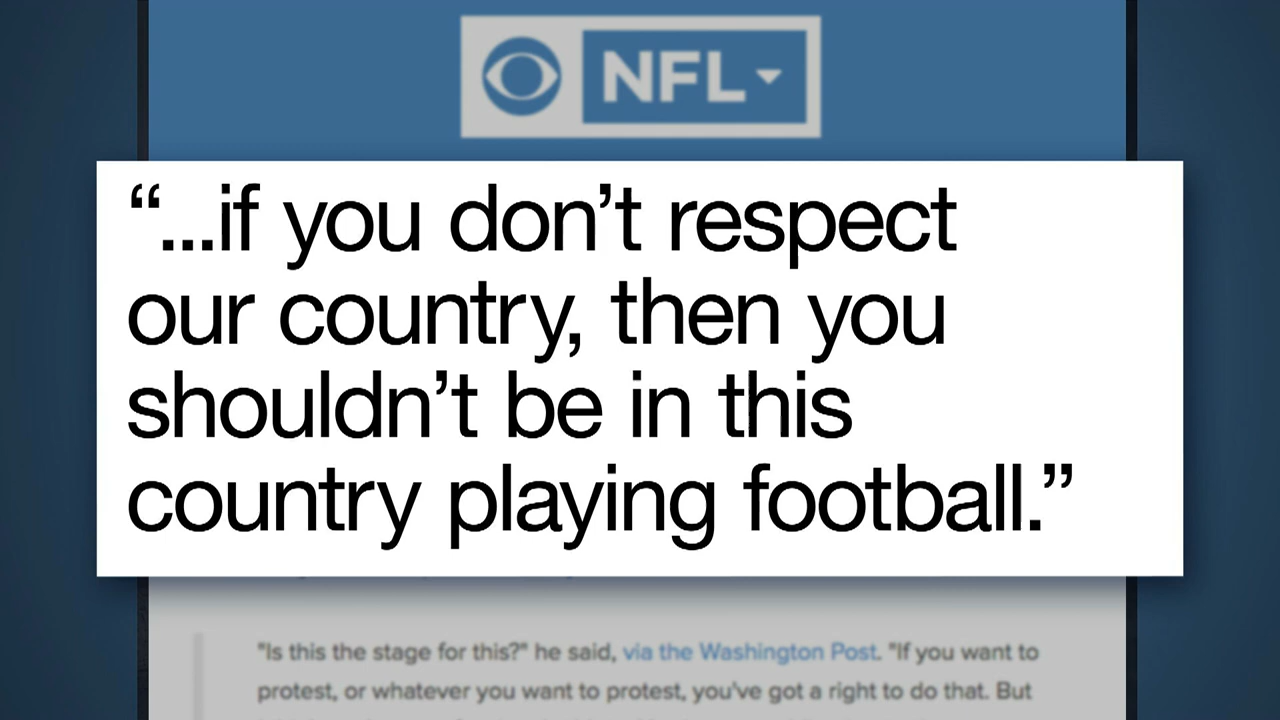 NFL
“...if you don’t respect
our country, then you
shouldn’t be in this
country playing football.”
"Is this the stage for this?" he said, via the Washington Post. "If you want to
protest, or whatever you want to protest, you've got a right to do that. But